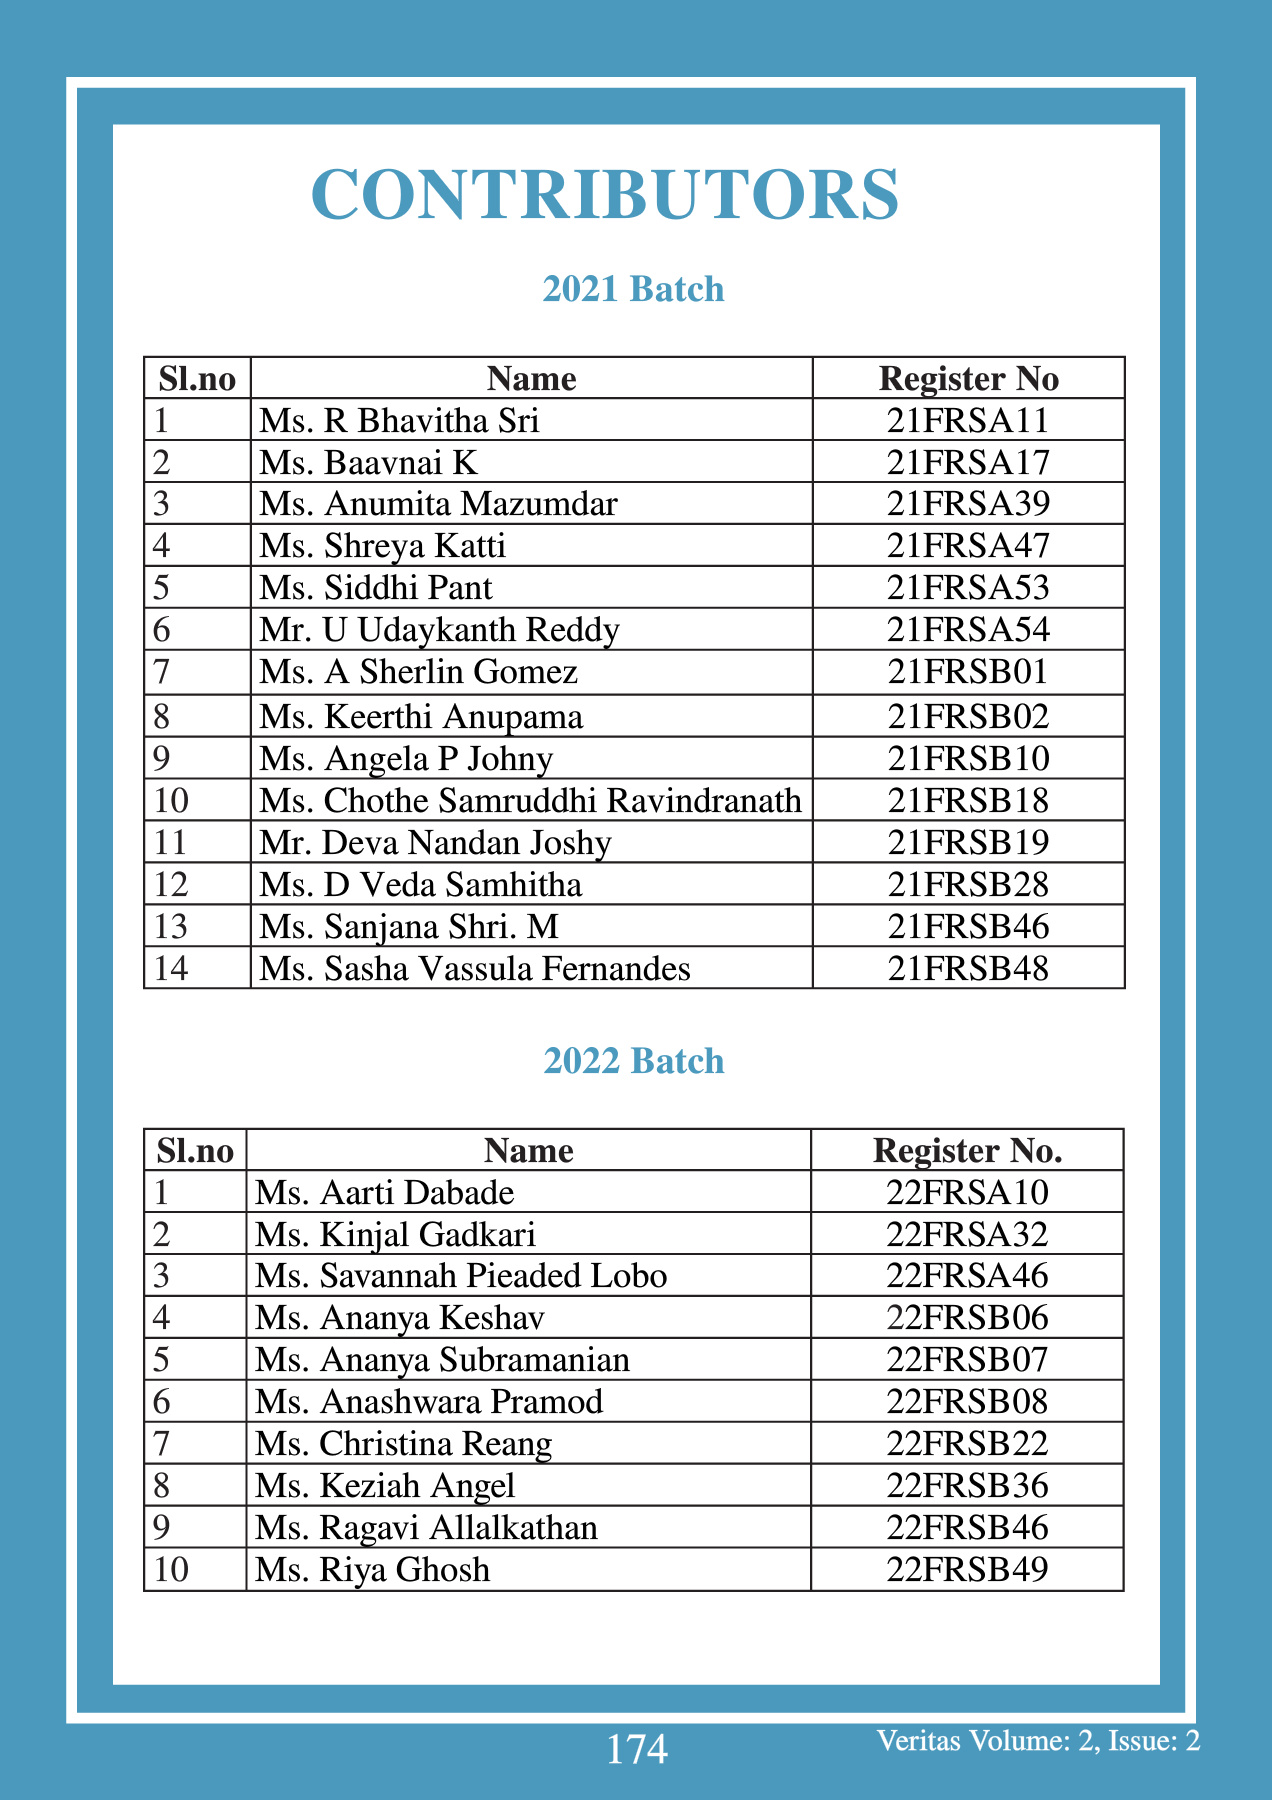 CONTRIBUTORS
2021 Batch
Sl.no Name Register No
1 Ms. R Bhavitha Sri 21FRSA11
2 Ms. Baavnai K 21FRSA17
3 Ms. Anumita Mazumdar 21FRSA39
4 Ms. Shreya Katti 21FRSA47
5 Ms. Siddhi Pant 21FRSA53
6 Mr. U Udaykanth Reddy 21FRSA54
7 Ms. A Sherlin Gomez 21FRSB01
8 Ms. Keerthi Anupama 21FRSB02
9 Ms. Angela P Johny 21FRSB10
10 Ms. Chothe Samruddhi Ravindranath 21FRSB18
11 Mr. Deva Nandan Joshy 21FRSB19
12 Ms. D Veda Samhitha 21FRSB28
13 Ms. Sanjana Shri. M 21FRSB46
14 Ms. Sasha Vassula Fernandes 21FRSB48
2022 Batch
Sl.no Name Register No.
1 Ms. Aarti Dabade 22FRSA10
2 Ms. Kinjal Gadkari 22FRSA32
3 Ms. Savannah Pieaded Lobo 22FRSA46
4 Ms. Ananya Keshav 22FRSB06
5 Ms. Ananya Subramanian 22FRSB07
6 Ms. Anashwara Pramod 22FRSB08
7 Ms. Christina Reang 22FRSB22
8 Ms. Keziah Angel 22FRSB36
9 Ms. Ragavi Allalkathan 22FRSB46
10 Ms. Riya Ghosh 22FRSB49
174
Veritas Volume: 2, Issue: 2